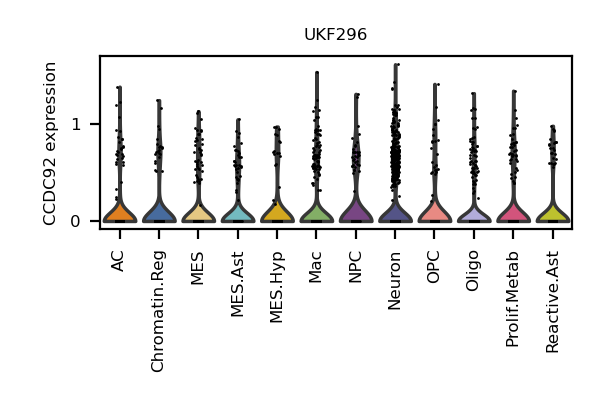 UKF296
CCDC92 expression
1
0
AC
Chromatin.Reg
MES
MES.Ast
MES.Hyp
Mac
NPC
Neuron
OPC
Oligo
Prolif.Metab
Reactive.Ast